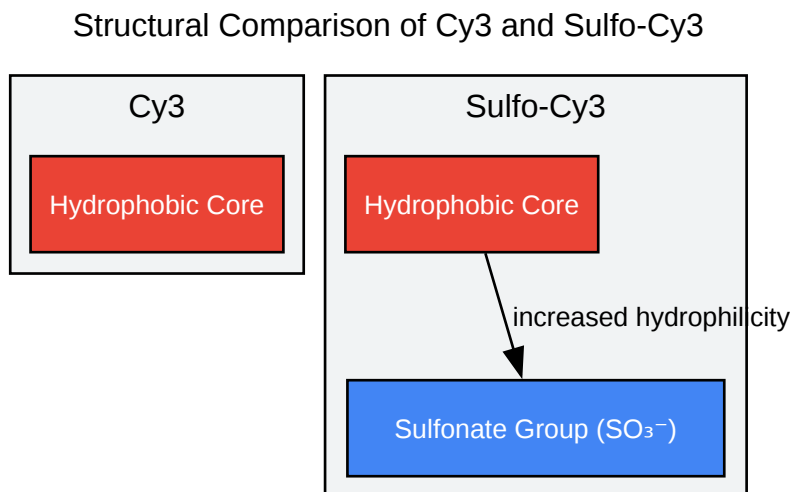 Structural Comparison of Cy3 and Sulfo-Cy3
Cy3
Hydrophobic Core
Sulfo-Cy3
Hydrophobic Core
increased hydrophilicity
Sulfonate Group (SO₃⁻)